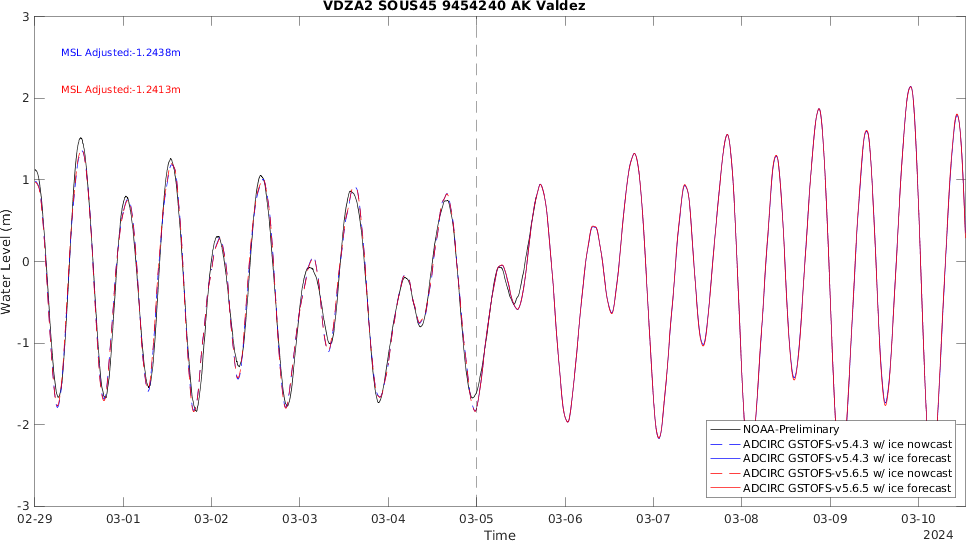 VDZA2 SOUS45 9454240 AK Valdez
3
2
1
0
-1
-2
-3
Water Level (m)
MSL Adjusted:-1.2438m
MSL Adjusted:-1.2413m
NOAA-Preliminary
ADCIRC GSTOFS-v5.4.3 w/ ice nowcast
ADCIRC GSTOFS-v5.4.3 w/ ice forecast
ADCIRC GSTOFS-v5.6.5 w/ ice nowcast
ADCIRC GSTOFS-v5.6.5 w/ ice forecast
02-29 03-01 03-02 03-03 03-04 03-05 03-06 03-07 03-08 03-09 03-10
Time
2024